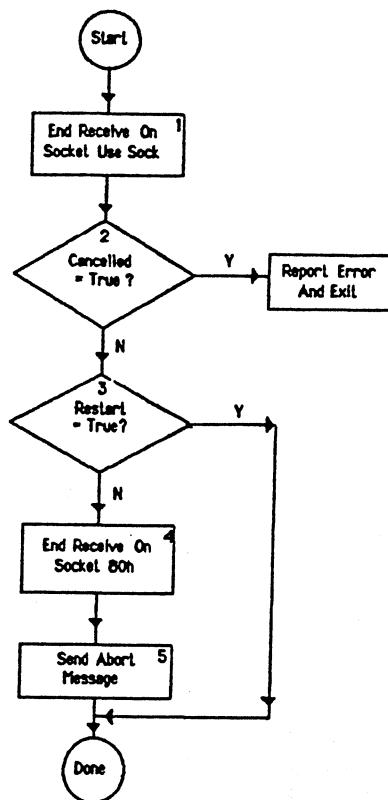 Start
1
End Receive On
Socket Use Sock
2
Cancelled
= True ?
Y
Report Error
And Exit
N
3
Restart
= True?
Y
N
4
End Receive On
Socket 80h
5
Send Abort
Message
Done